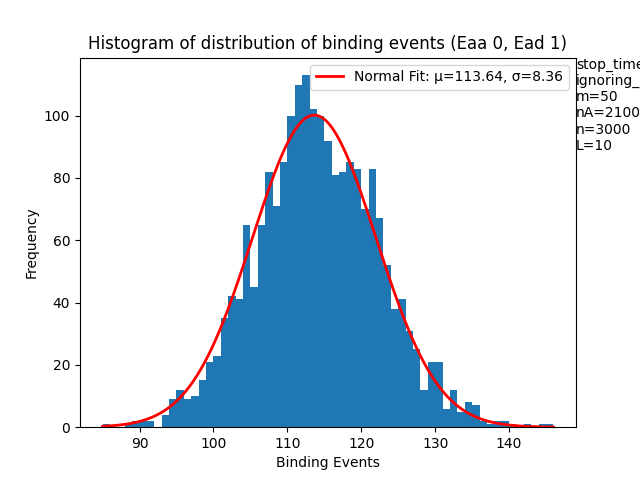 Histogram of distribution of binding events (Eaa 0, Ead 1)
Normal Fit: μ=113.64, σ=8.36
stop_time
ignoring_
m=50
nA=2100
n=3000
L=10
Frequency
100
80
60
40
20
0
90 100 110 120 130 140
Binding Events